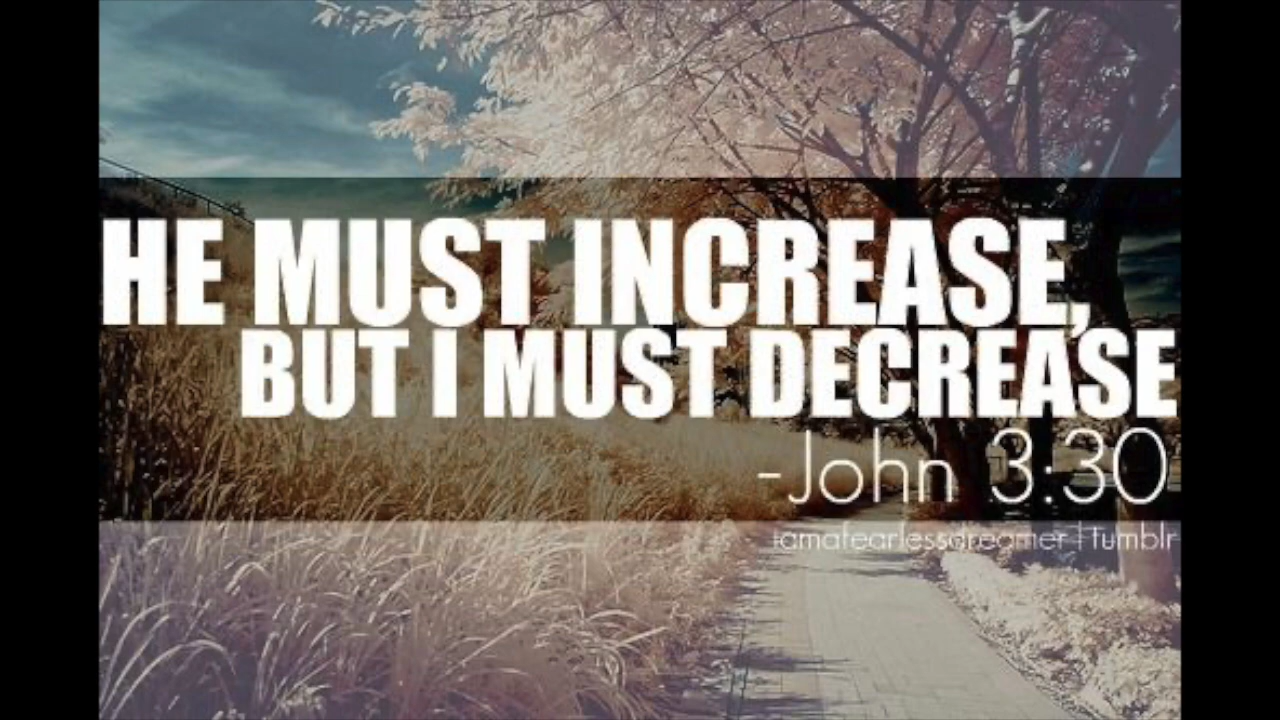 HE MUST INCREASE,
BUT I MUST DECREASE
-John 3:30
iamafearlessdreamer | tumblr